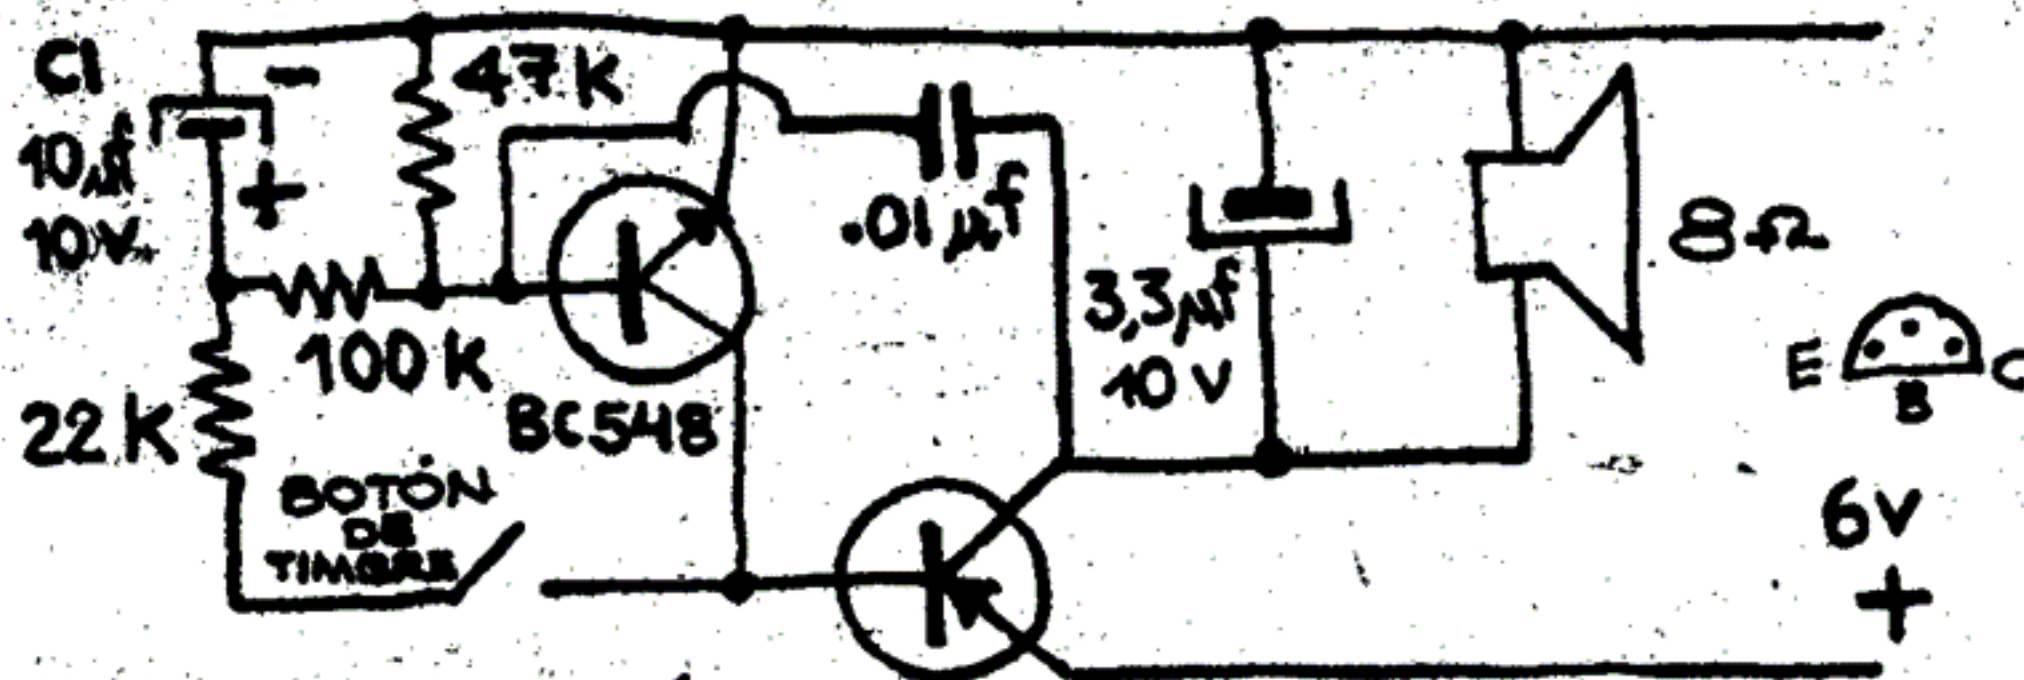 C1
-
10µf
+
10V.
47K
.01µf
100K
22K
BC548
BOTÓN
DE
TIMBRE
3,3µf
10V
8Ω
E
B
C
6V
+